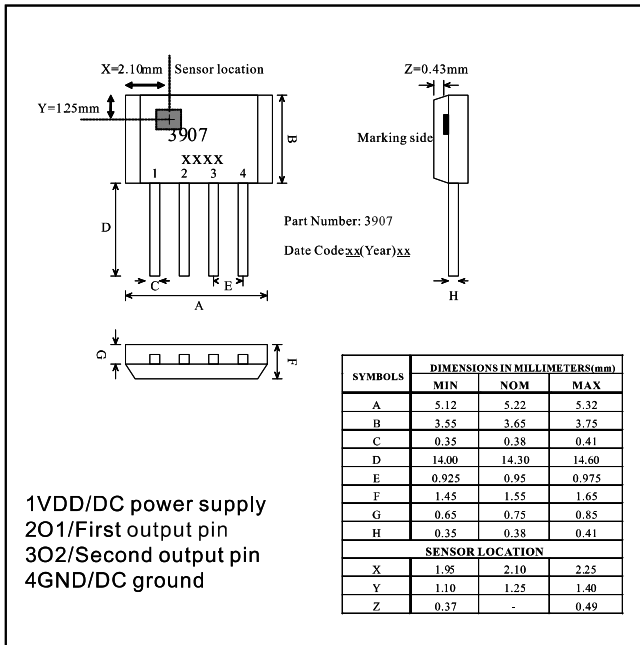 X=2.10mm Sensor location
Z=0.43mm
Y=125mm
3907
XXXX
1 2 3 4
B
Marking side
D
Part Number: 3907
Date Code:xx(Year)xx
C
E
A
H
G
F
SYMBOLS DIMENSIONS IN MILLIMETERS(mm)
MIN NOM MAX
A 5.12 5.22 5.32
B 3.55 3.65 3.75
C 0.35 0.38 0.41
D 14.00 14.30 14.60
E 0.925 0.95 0.975
F 1.45 1.55 1.65
G 0.65 0.75 0.85
H 0.35 0.38 0.41
SENSOR LOCATION
X 1.95 2.10 2.25
Y 1.10 1.25 1.40
Z 0.37 - 0.49
1VDD/DC power supply
2O1/First output pin
3O2/Second output pin
4GND/DC ground